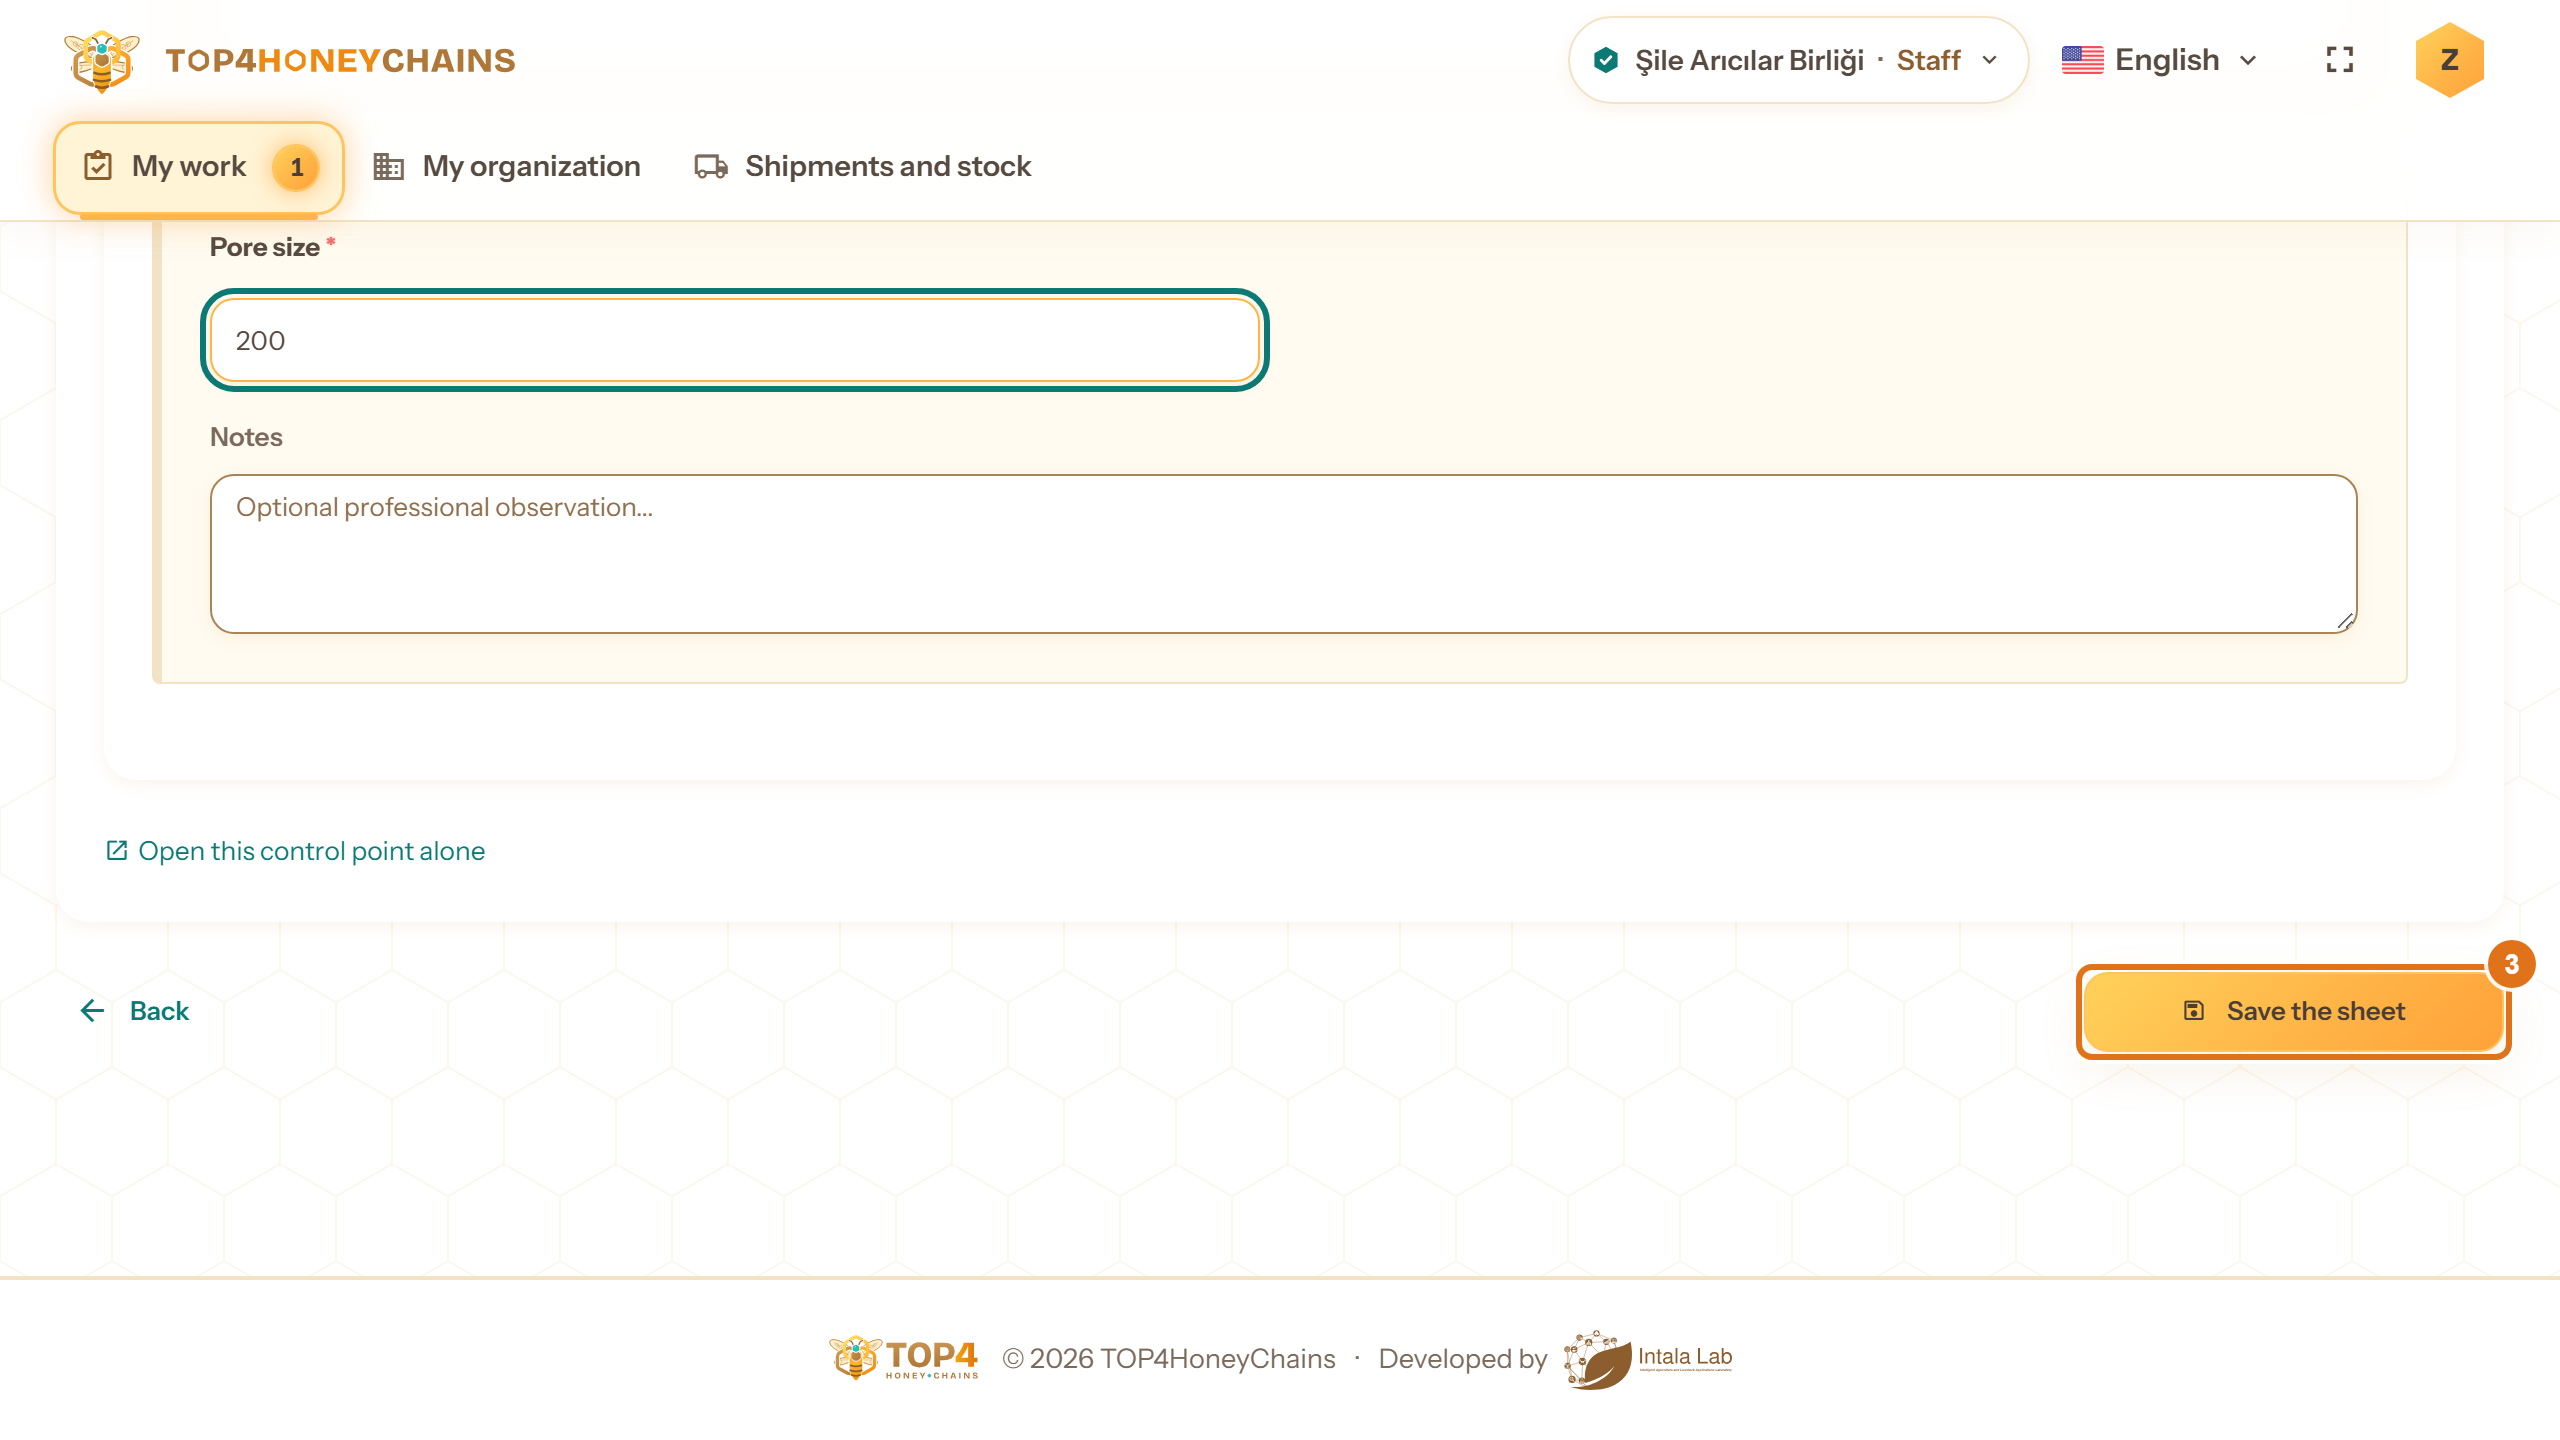 TOP4HONEYCHAINS
Şile Arıcılar Birliği · Staff
English
Z
My work 1
My organization
Shipments and stock
Pore size *
200
Notes
Optional professional observation...
Open this control point alone
Back
Save the sheet
3
TOP4
HONEY CHAINS
© 2026 TOP4HoneyChains · Developed by
Intala Lab